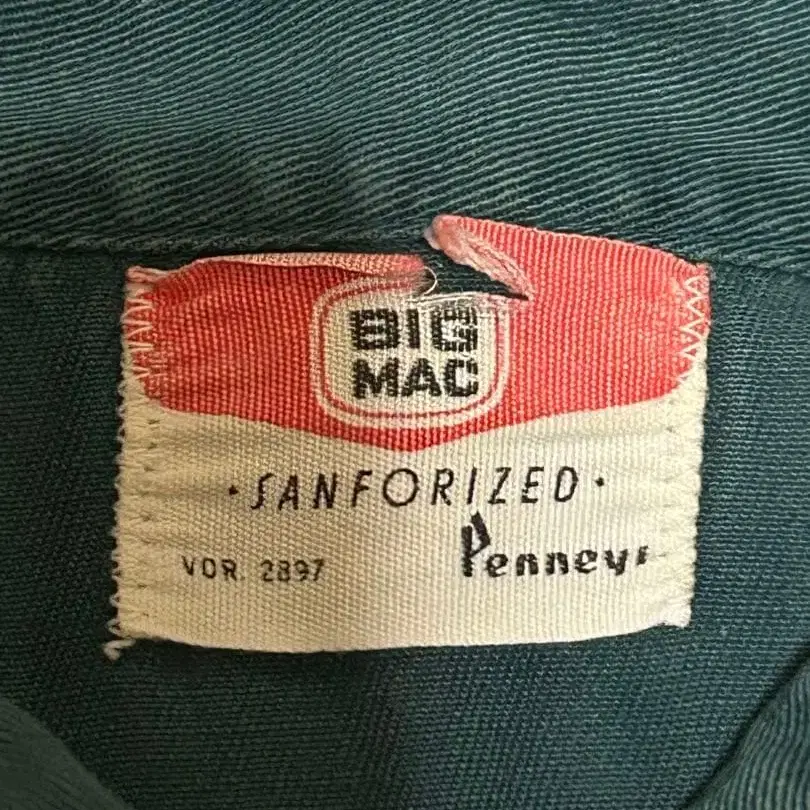 BIG
MAC
·SANFORIZED·
VOR. 2897 Penneys